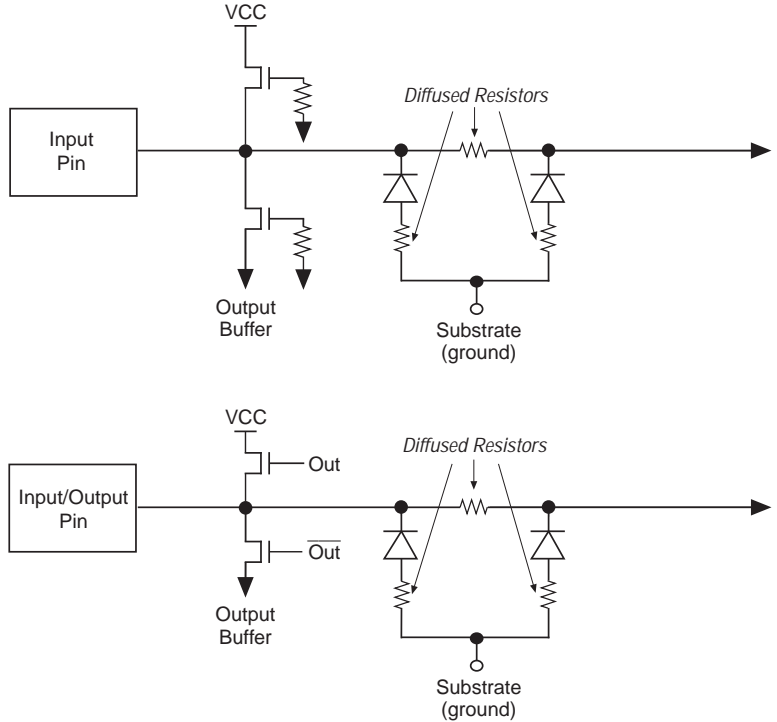 VCC
Diffused Resistors
Input
Pin
Output
Buffer
Substrate
(ground)
VCC
Diffused Resistors
Out
Input/Output
Pin
O̅u̅t̅
Output
Buffer
Substrate
(ground)